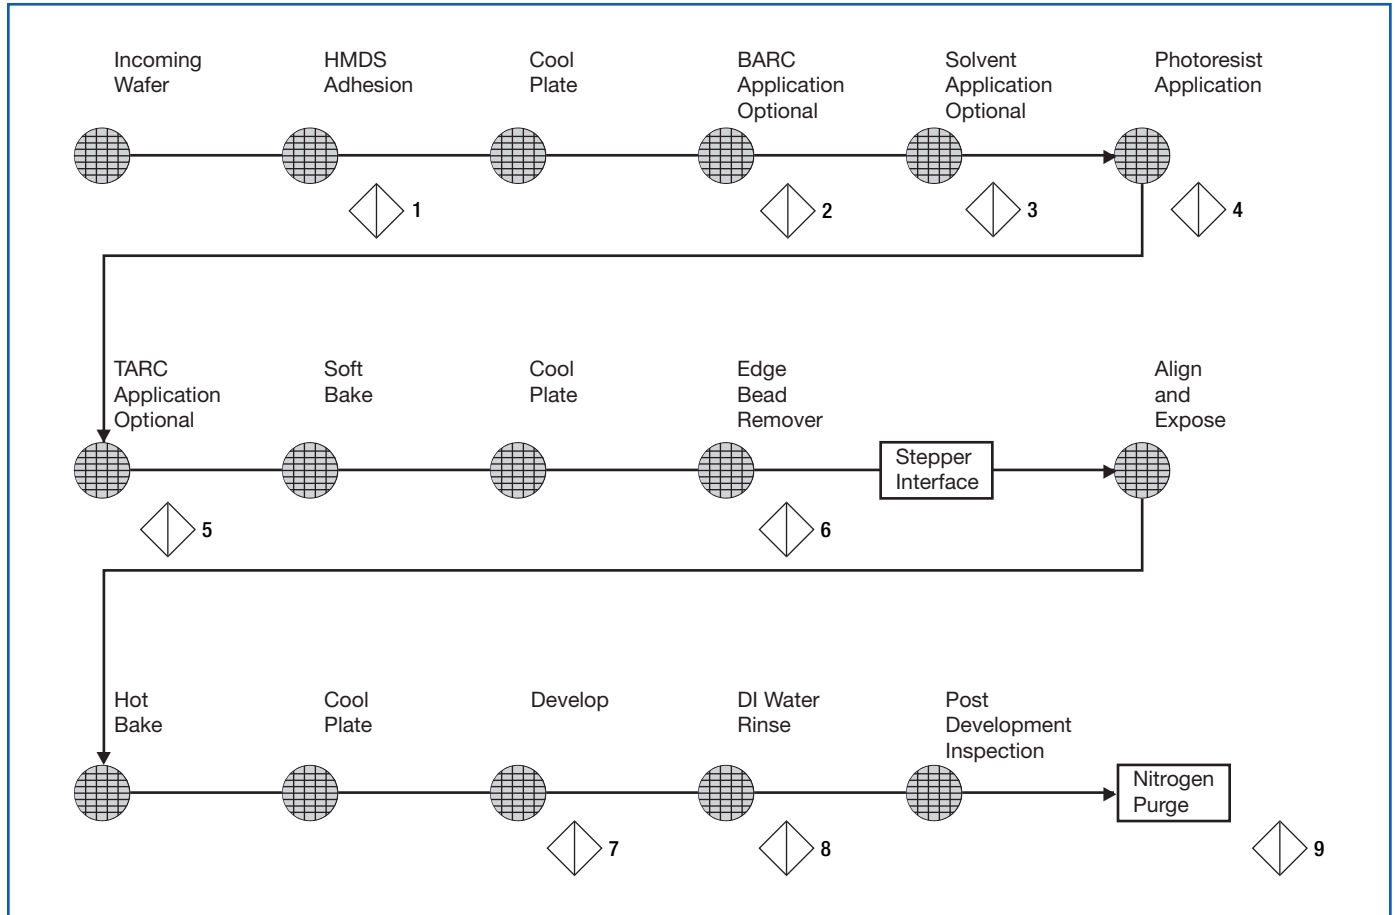 Incoming
Wafer
HMDS
Adhesion
Cool
Plate
BARC
Application
Optional
Solvent
Application
Optional
Photoresist
Application
1
2
3
4
TARC
Application
Optional
Soft
Bake
Cool
Plate
Edge
Bead
Remover
Stepper
Interface
Align
and
Expose
5
6
Hot
Bake
Cool
Plate
Develop
DI Water
Rinse
Post
Development
Inspection
Nitrogen
Purge
7
8
9